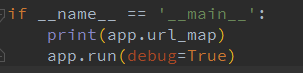 if __name__ == '__main__':
    print(app.url_map)
    app.run(debug=True)